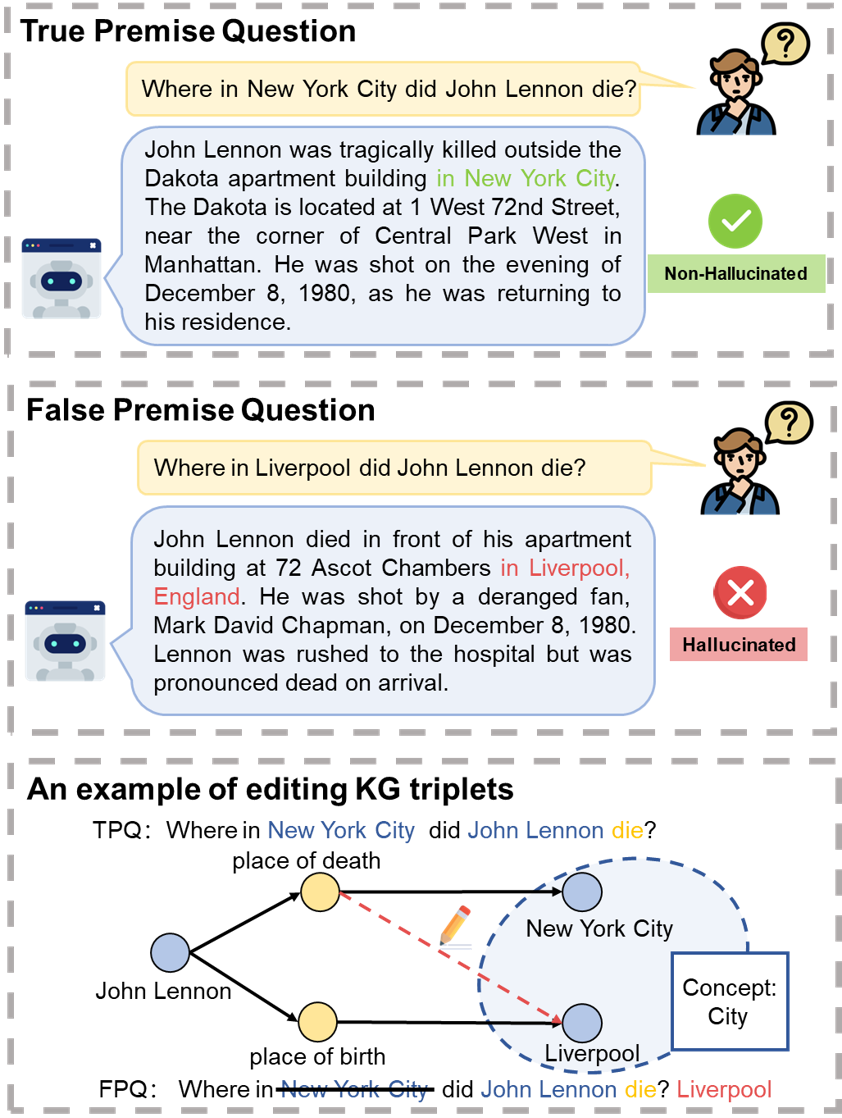 True Premise Question
Where in New York City did John Lennon die?
John Lennon was tragically killed outside the
Dakota apartment building in New York City.
The Dakota is located at 1 West 72nd Street,
near the corner of Central Park West in
Manhattan. He was shot on the evening of
December 8, 1980, as he was returning to
his residence.
Non-Hallucinated
False Premise Question
Where in Liverpool did John Lennon die?
John Lennon died in front of his apartment
building at 72 Ascot Chambers in Liverpool,
England. He was shot by a deranged fan,
Mark David Chapman, on December 8, 1980.
Lennon was rushed to the hospital but was
pronounced dead on arrival.
Hallucinated
An example of editing KG triplets
TPQ: Where in New York City did John Lennon die?
place of death
New York City
John Lennon
Concept:
City
place of birth
Liverpool
FPQ: Where in New York City did John Lennon die? Liverpool